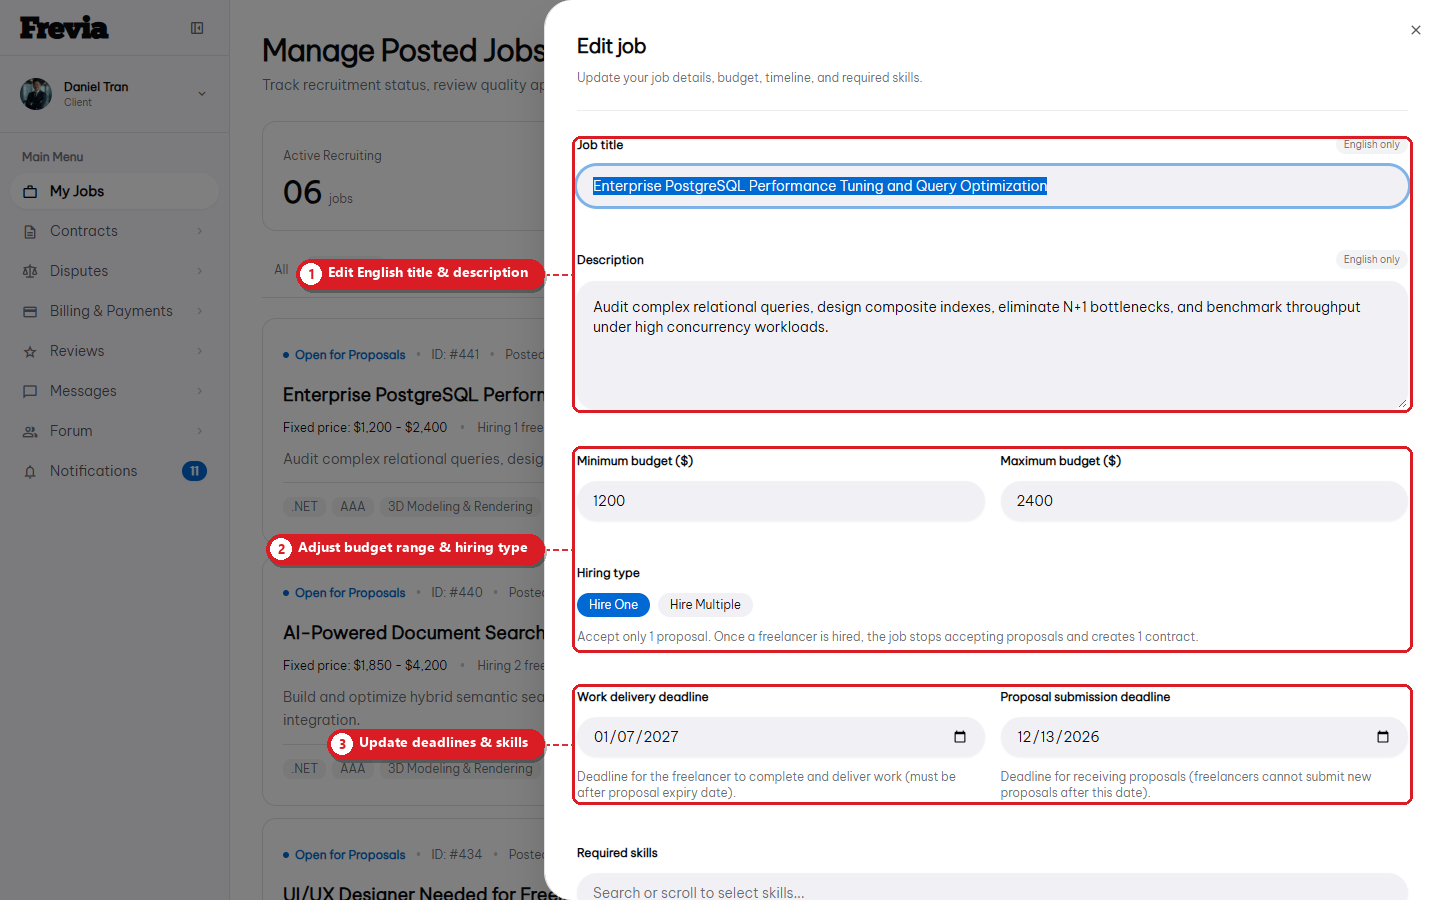 Frevia
Daniel Tran
Client
Main Menu
My Jobs
Contracts
Disputes
Billing & Payments
Reviews
Messages
Forum
Notifications
11
Manage Posted Jobs
Track recruitment status, review quality ap
Active Recruiting
06 jobs
All
Open for Proposals • ID: #441 • Posted
Enterprise PostgreSQL Perform
Fixed price: $1,200 - $2,400 • Hiring 1 free
Audit complex relational queries, desig
.NET
AAA
3D Modeling & Rendering
Open for Proposals • ID: #440 • Posted
AI-Powered Document Search
Fixed price: $1,850 - $4,200 • Hiring 2 free
Build and optimize hybrid semantic sea
integration.
.NET
AAA
3D Modeling & Rendering
Open for Proposals • ID: #434 • Posted
UI/UX Designer Needed for Free
1 Edit English title & description
2 Adjust budget range & hiring type
3 Update deadlines & skills
Edit job
Update your job details, budget, timeline, and required skills.
Job title
English only
Enterprise PostgreSQL Performance Tuning and Query Optimization
Description
English only
Audit complex relational queries, design composite indexes, eliminate N+1 bottlenecks, and benchmark throughput
under high concurrency workloads.
Minimum budget ($)
Maximum budget ($)
1200
2400
Hiring type
Hire One
Hire Multiple
Accept only 1 proposal. Once a freelancer is hired, the job stops accepting proposals and creates 1 contract.
Work delivery deadline
Proposal submission deadline
01/07/2027
12/13/2026
Deadline for the freelancer to complete and deliver work (must be
after proposal expiry date).
Deadline for receiving proposals (freelancers cannot submit new
proposals after this date).
Required skills
Search or scroll to select skills...